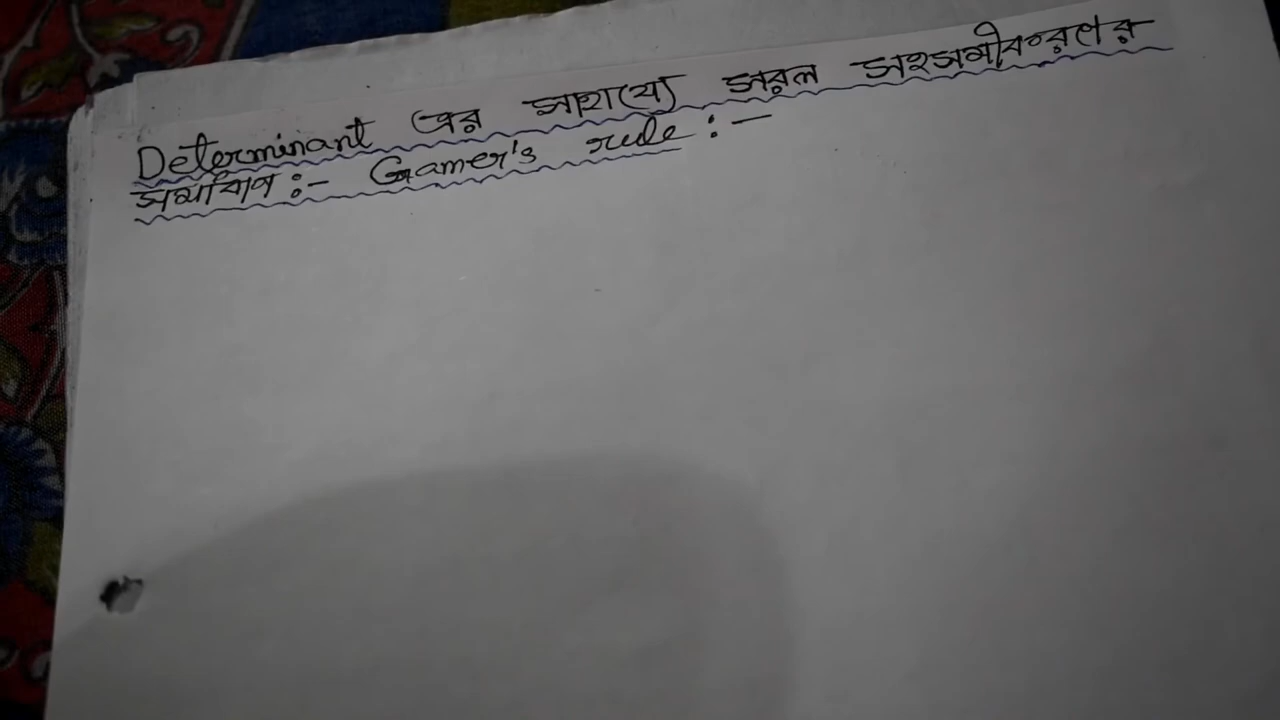 Determinant এর সাহায্যে সরল সহসমীকরণের
সমাধান :- Gramer's rule :-